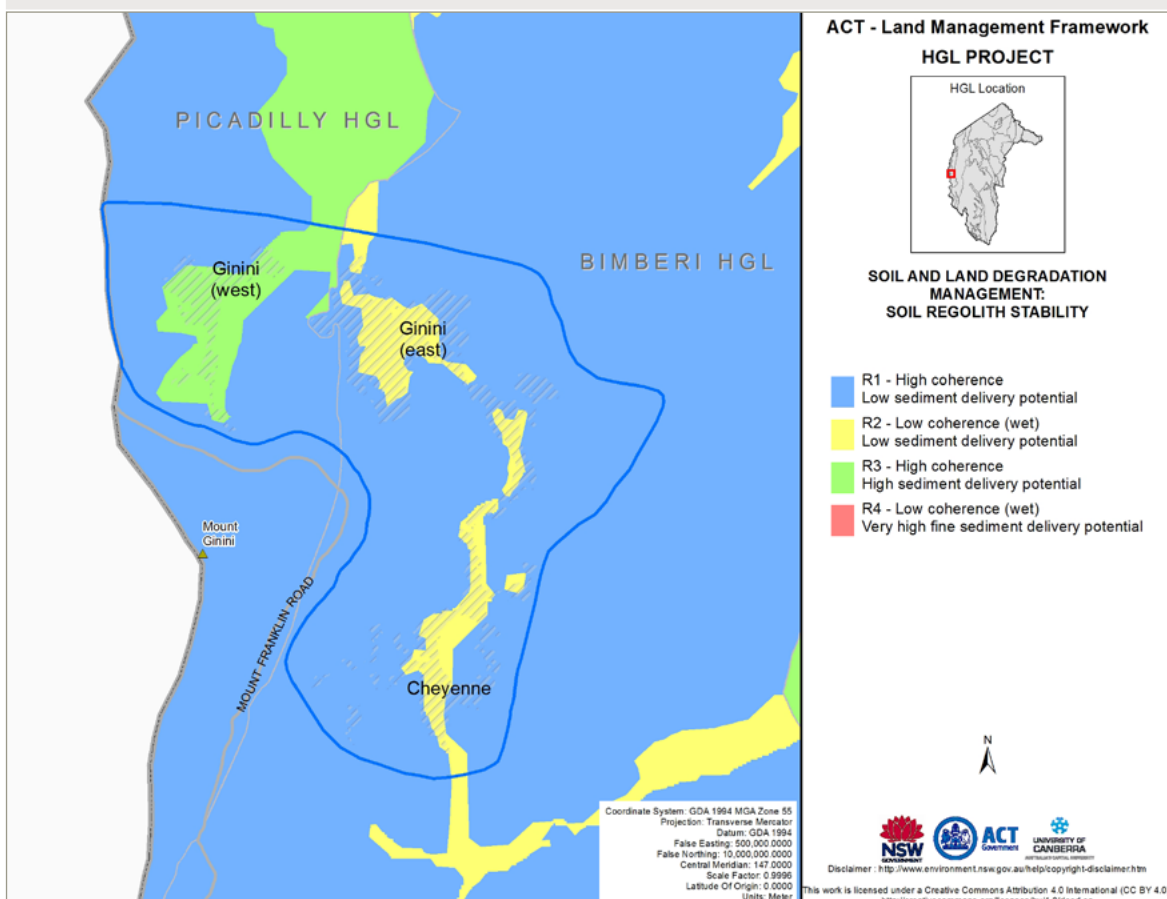 PICADILLY HGL
BIMBERI HGL
Ginini
(west)
Ginini
(east)
Mount
Ginini
MOUNT FRANKLIN ROAD
Cheyenne
Coordinate System: GDA 1994 MGA Zone 55
Projection: Transverse Mercator
Datum: GDA 1994
False Easting: 500,000.0000
False Northing: 10,000,000.0000
Central Meridian: 147.0000
Scale Factor: 0.9996
Latitude Of Origin: 0.0000
Units: Meter
ACT - Land Management Framework
HGL PROJECT
HGL Location
SOIL AND LAND DEGRADATION
MANAGEMENT:
SOIL REGOLITH STABILITY
R1 - High coherence
Low sediment delivery potential
R2 - Low coherence (wet)
Low sediment delivery potential
R3 - High coherence
High sediment delivery potential
R4 - Low coherence (wet)
Very high fine sediment delivery potential
N
NSW
GOVERNMENT
ACT
Government
UNIVERSITY OF
CANBERRA
Disclaimer : http://www.environment.nsw.gov.au/help/copyright-disclaimer.htm
This work is licensed under a Creative Commons Attribution 4.0 International (CC BY 4.0